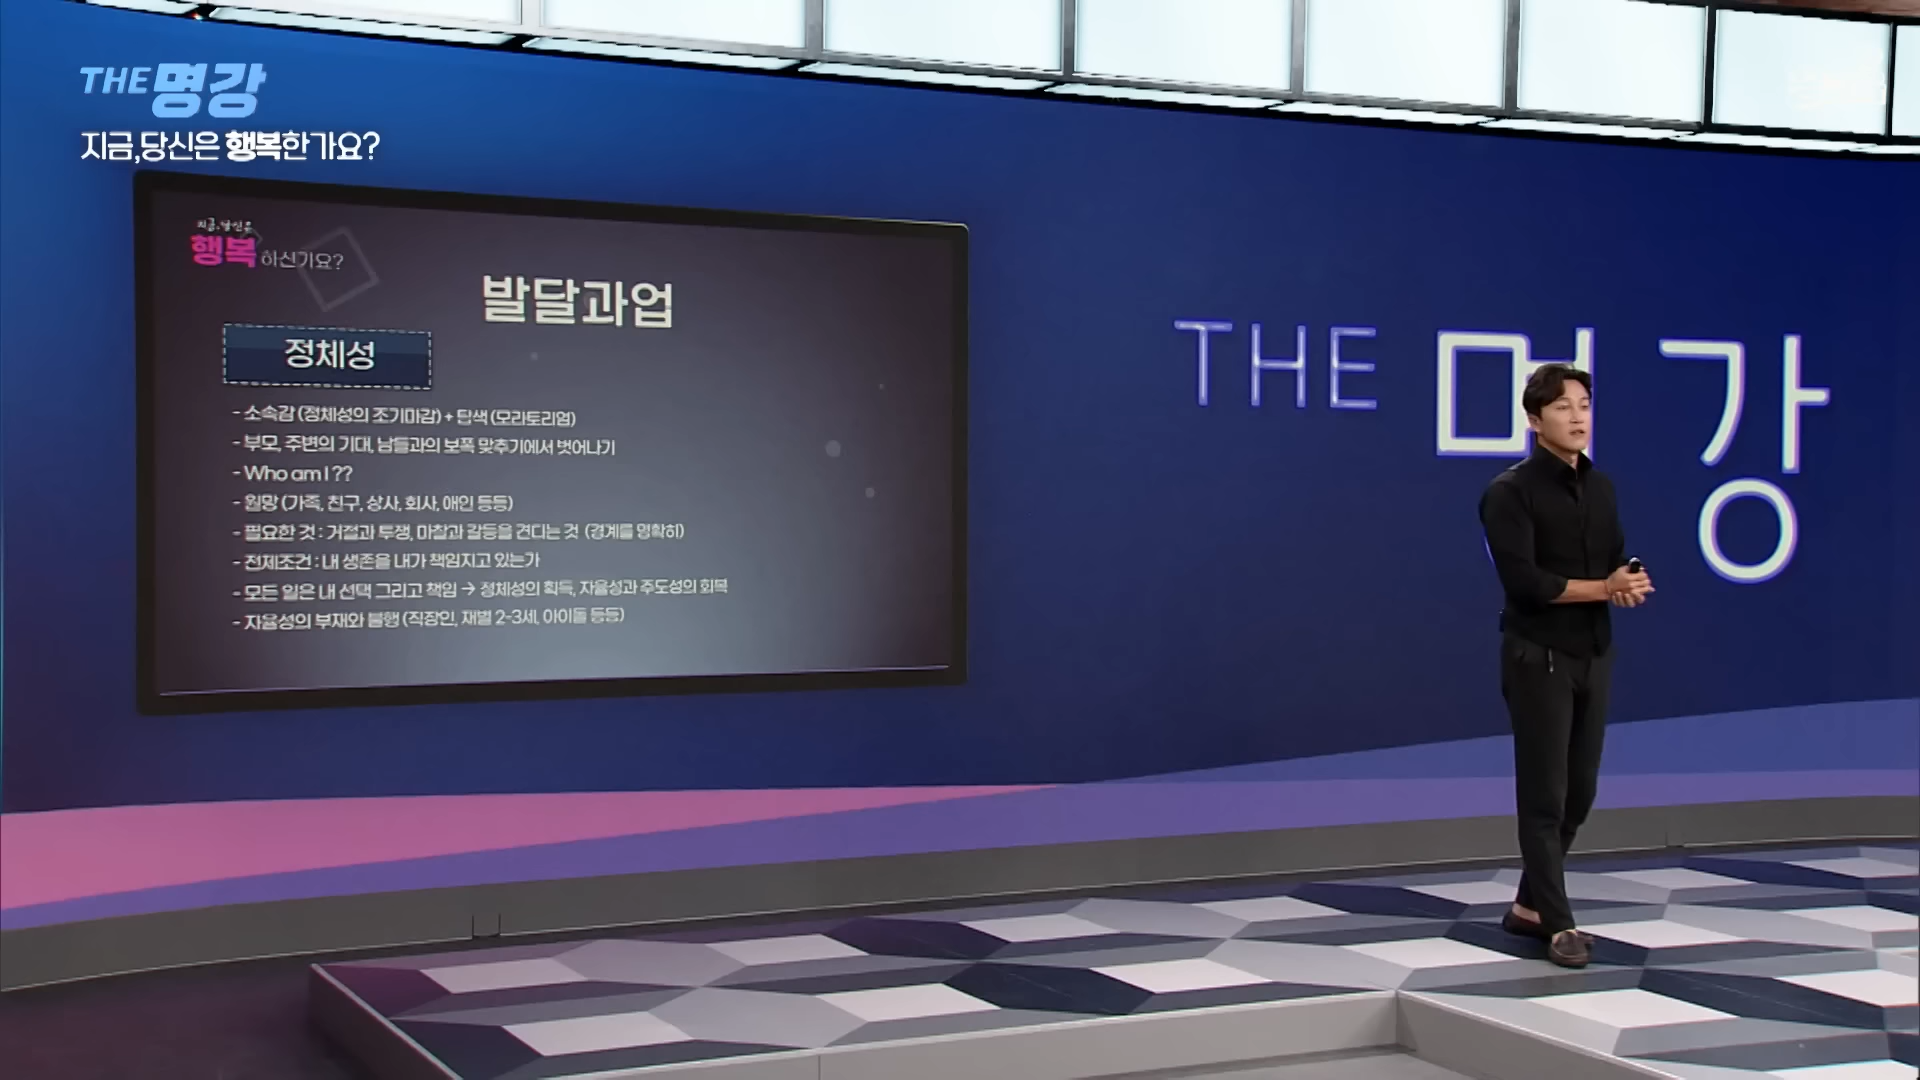 THE명강
지금,당신은 행복한가요?
지금, 당신은
행복 하신가요?
발달과업
정체성
- 소속감 (정체성의 조기마감) + 탐색 (모라토리엄)
- 부모, 주변의 기대, 남들과의 보폭 맞추기에서 벗어나기
- Who am I ??
- 원망 (가족, 친구, 상사, 회사, 애인 등등)
- 필요한 것 : 거절과 투쟁, 마찰과 갈등을 견디는 것 (경계를 명확히)
- 전제조건 : 내 생존을 내가 책임지고 있는가
- 모든 일은 내 선택 그리고 책임 → 정체성의 획득, 자율성과 주도성의 회복
- 자율성의 부재와 불행 (직장인, 재벌 2-3세, 아이돌 등등)
THE 명강